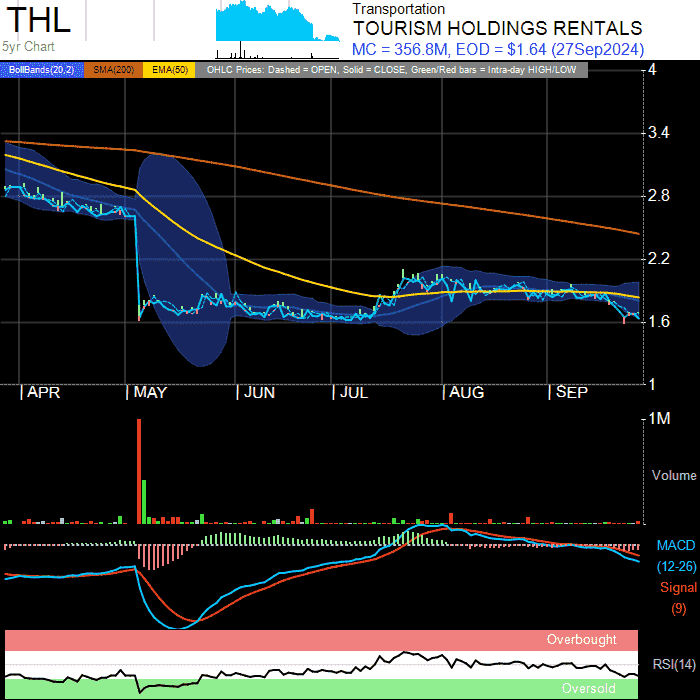 THL
5yr Chart
Transportation
TOURISM HOLDINGS RENTALS
MC = 356.8M, EOD = $1.64 (27Sep2024)
BollBands(20,2) SMA(200) EMA(50) OHLC Prices: Dashed = OPEN, Solid = CLOSE, Green/Red bars = Intra-day HIGH/LOW
4
3.4
2.8
2.2
1.6
1
APR MAY JUN JUL AUG SEP
1M
Volume
MACD
(12-26)
Signal
(9)
Overbought
RSI(14)
Oversold